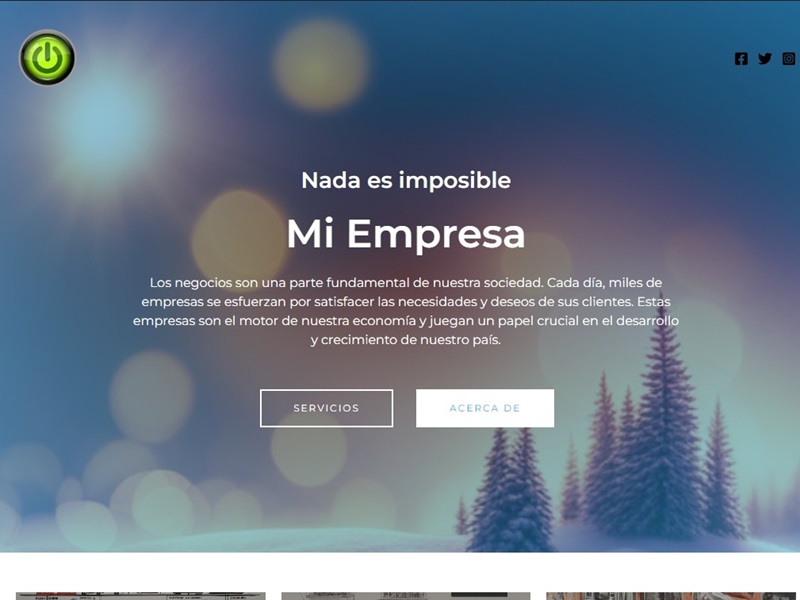 Nada es imposible
Mi Empresa
Los negocios son una parte fundamental de nuestra sociedad. Cada día, miles de
empresas se esfuerzan por satisfacer las necesidades y deseos de sus clientes. Estas
empresas son el motor de nuestra economía y juegan un papel crucial en el desarrollo
y crecimiento de nuestro país.
SERVICIOS
ACERCA DE